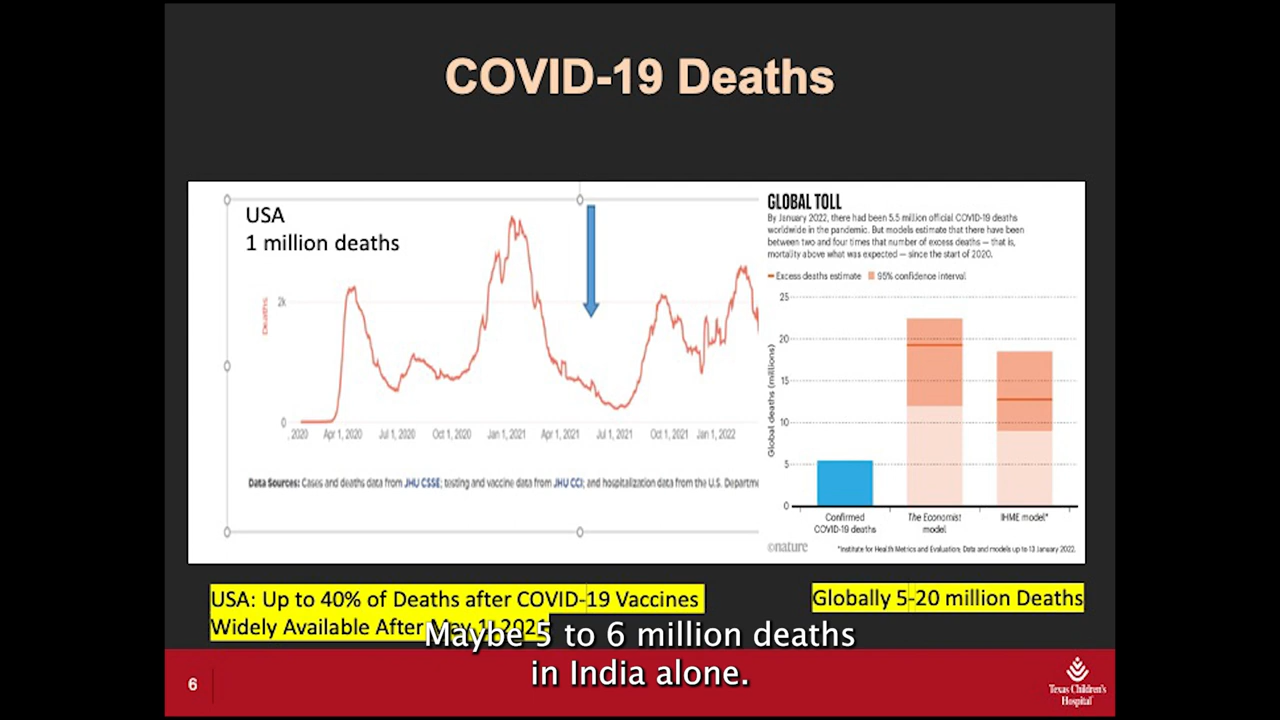 COVID-19 Deaths
USA
1 million deaths
Deaths
2k
0
, 2020
Apr 1, 2020
Jul 1, 2020
Oct 1, 2020
Jan 1, 2021
Apr 1, 2021
Jul 1, 2021
Oct 1, 2021
Jan 1, 2022
Data Sources: Cases and deaths data from JHU CSSE; testing and vaccine data from JHU CCI; and hospitalization data from the U.S. Departme
GLOBAL TOLL
By January 2022, there had been 5.5 million official COVID-19 deaths
worldwide in the pandemic. But models estimate that there have been
between two and four times that number of excess deaths — that is,
mortality above what was expected — since the start of 2020.
Excess deaths estimate 95% confidence interval
Global deaths (millions)
25
20
15
10
5
0
Confirmed
COVID-19 deaths
The Economist
model
IHME model*
©nature
*Institute for Health Metrics and Evaluation; Data and models up to 13 January 2022.
USA: Up to 40% of Deaths after COVID-19 Vaccines
Widely Available After
Globally 5-20 million Deaths
Maybe 5 to 6 million deaths
in India alone.
6
Texas Children's
Hospital